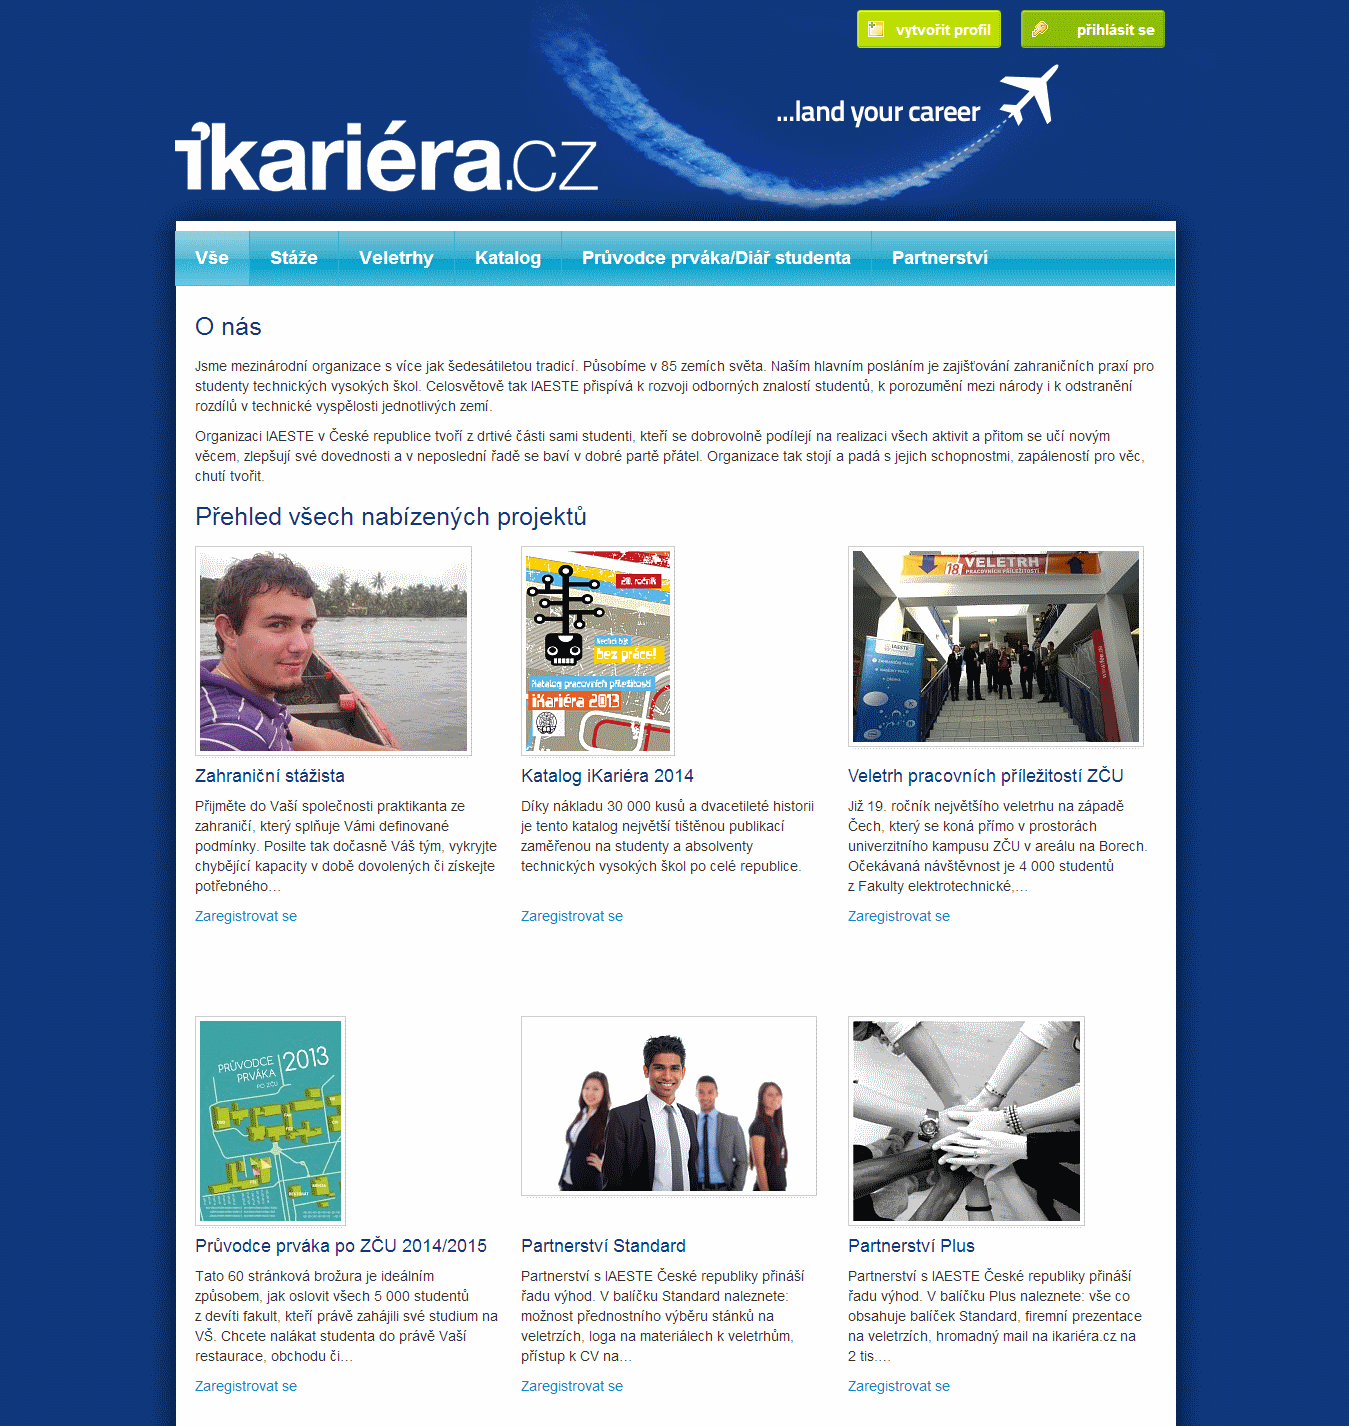 vytvořit profil
přihlásit se
...land your career
ikariéra.cz
Vše
Stáže
Veletrhy
Katalog
Průvodce prváka/Diář studenta
Partnerství
O nás
Jsme mezinárodní organizace s více jak šedesátiletou tradicí. Působíme v 85 zemích světa. Naším hlavním posláním je zajišťování zahraničních praxí pro
studenty technických vysokých škol. Celosvětově tak IAESTE přispívá k rozvoji odborných znalostí studentů, k porozumění mezi národy i k odstranění
rozdílů v technické vyspělosti jednotlivých zemí.
Organizaci IAESTE v České republice tvoří z drtivé části sami studenti, kteří se dobrovolně podílejí na realizaci všech aktivit a přitom se učí novým
věcem, zlepšují své dovednosti a v neposlední řadě se baví v dobré partě přátel. Organizace tak stojí a padá s jejich schopnostmi, zapáleností pro věc,
chutí tvořit.
Přehled všech nabízených projektů
20. ročník
Nechci být
bez práce!
Katalog pracovních příležitostí
iKariéra 2013
18 VELETRH
PRACOVNÍCH PŘÍLEŽITOSTÍ
IAESTE
Zahraniční stážista
Přijměte do Vaší společnosti praktikanta ze
zahraničí, který splňuje Vámi definované
podmínky. Posilte tak dočasně Váš tým, vykryjte
chybějící kapacity v době dovolených či získejte
potřebného…
Zaregistrovat se
Katalog iKariéra 2014
Díky nákladu 30 000 kusů a dvacetileté historii
je tento katalog největší tištěnou publikací
zaměřenou na studenty a absolventy
technických vysokých škol po celé republice.
Zaregistrovat se
Veletrh pracovních příležitostí ZČU
Již 19. ročník největšího veletrhu na západě
Čech, který se koná přímo v prostorách
univerzitního kampusu ZČU v areálu na Borech.
Očekávaná návštěvnost je 4 000 studentů
z Fakulty elektrotechnické,…
Zaregistrovat se
PRŮVODCE
PRVÁKA
PO ZČU
2013
Průvodce prváka po ZČU 2014/2015
Tato 60 stránková brožura je ideálním
způsobem, jak oslovit všech 5 000 studentů
z devíti fakult, kteří právě zahájili své studium na
VŠ. Chcete nalákat studenta do právě Vaší
restaurace, obchodu či…
Zaregistrovat se
Partnerství Standard
Partnerství s IAESTE České republiky přináší
řadu výhod. V balíčku Standard naleznete:
možnost přednostního výběru stánků na
veletrzích, loga na materiálech k veletrhům,
přístup k CV na…
Zaregistrovat se
Partnerství Plus
Partnerství s IAESTE České republiky přináší
řadu výhod. V balíčku Plus naleznete: vše co
obsahuje balíček Standard, firemní prezentace
na veletrzích, hromadný mail na ikariéra.cz na
2 tis.…
Zaregistrovat se